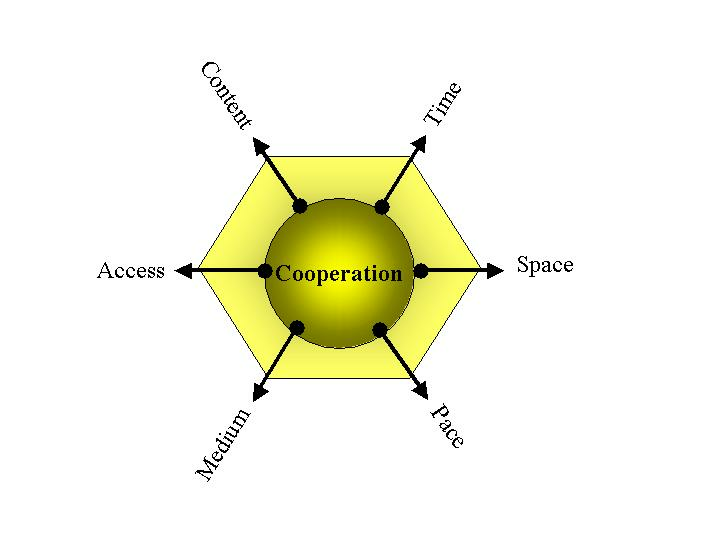 Content
Time
Access
Cooperation
Space
Medium
Pace